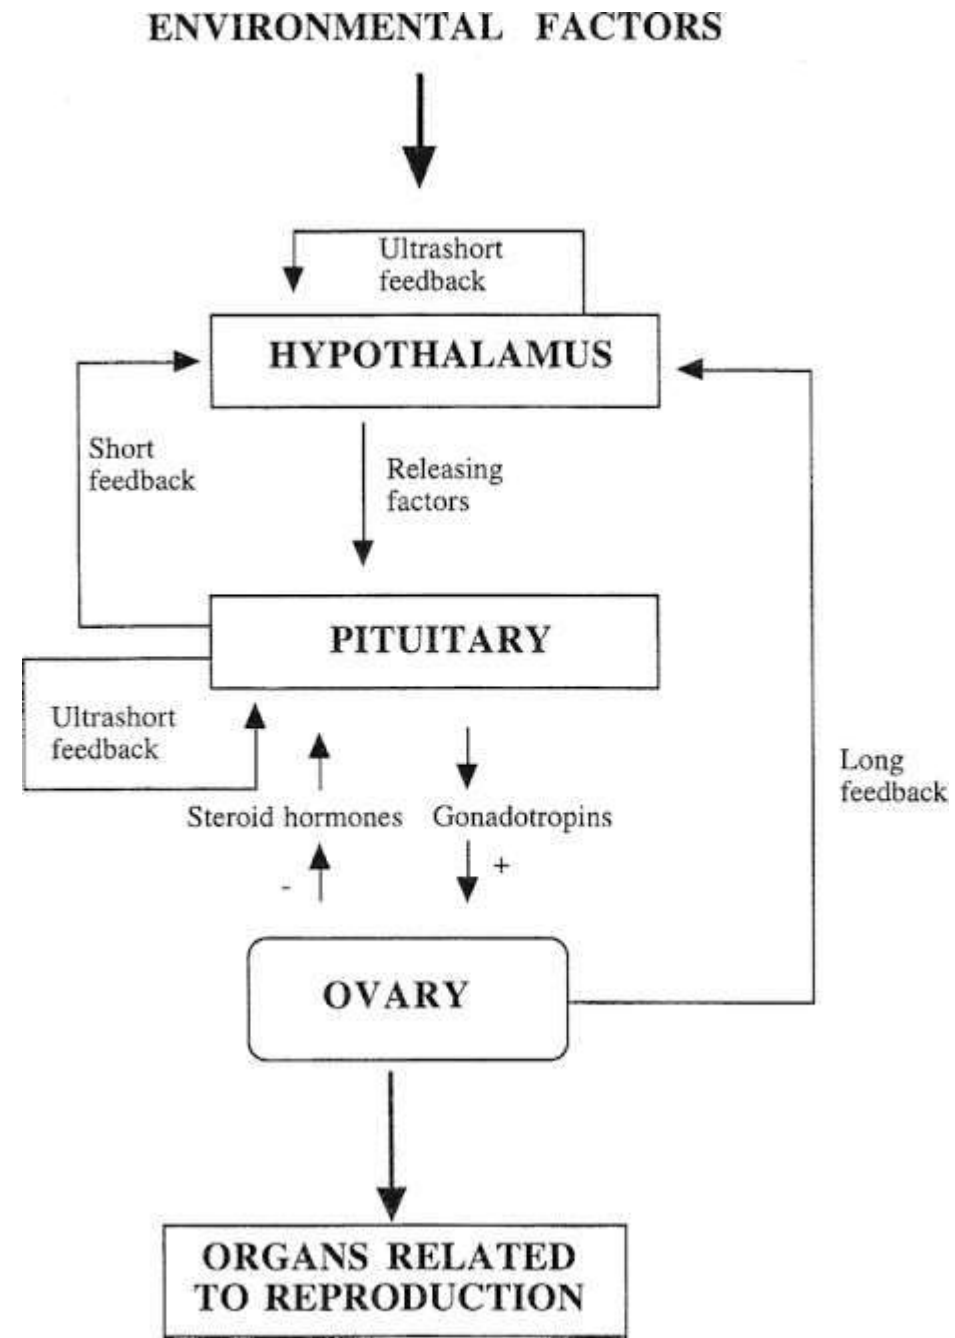 ENVIRONMENTAL FACTORS
Ultrashort
feedback
HYPOTHALAMUS
Short
feedback
Releasing
factors
PITUITARY
Ultrashort
feedback
Long
feedback
Steroid hormones
Gonadotropins
-
+
OVARY
ORGANS RELATED
TO REPRODUCTION